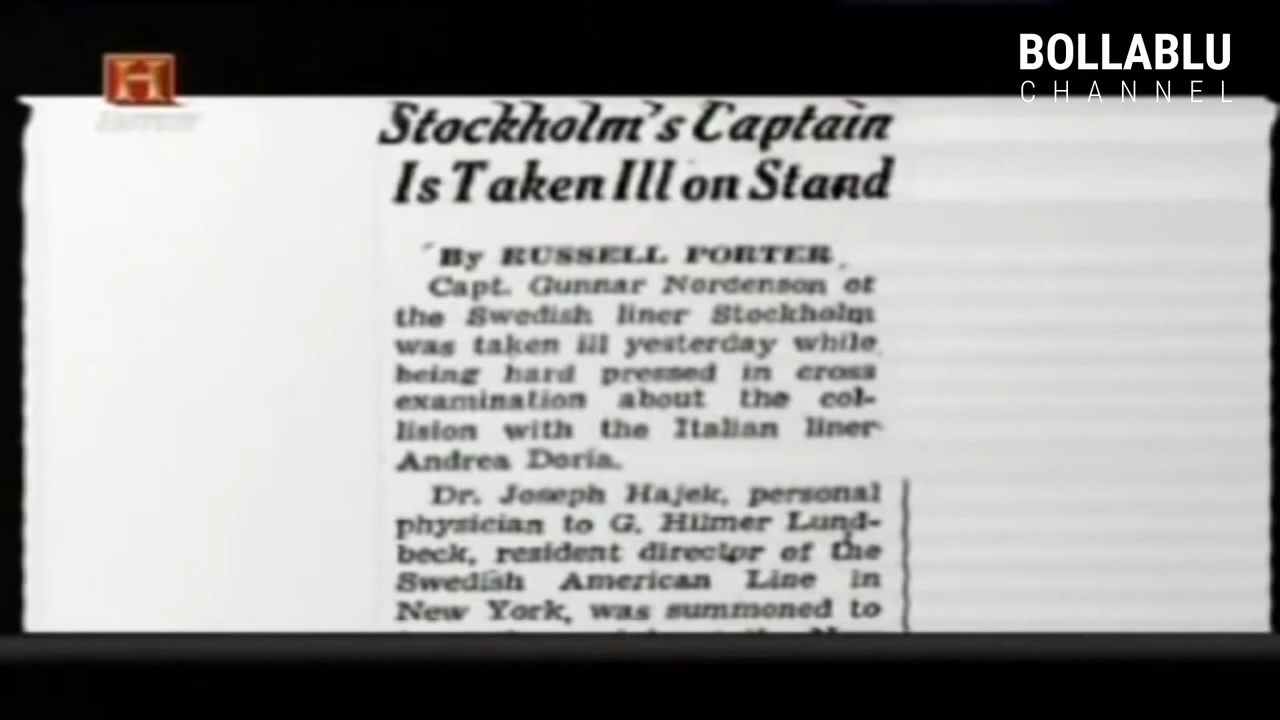 BOLLABLU
CHANNEL
H
Stockholm's Captain
Is Taken Ill on Stand
By RUSSELL PORTER
Capt. Gunnar Nordenson of
the Swedish liner Stockholm
was taken ill yesterday while
being hard pressed in cross
examination about the col-
lision with the Italian liner
Andrea Doria.
Dr. Joseph Hajek, personal
physician to G. Hilmer Lund-
beck, resident director of the
Swedish American Line in
New York, was summoned to